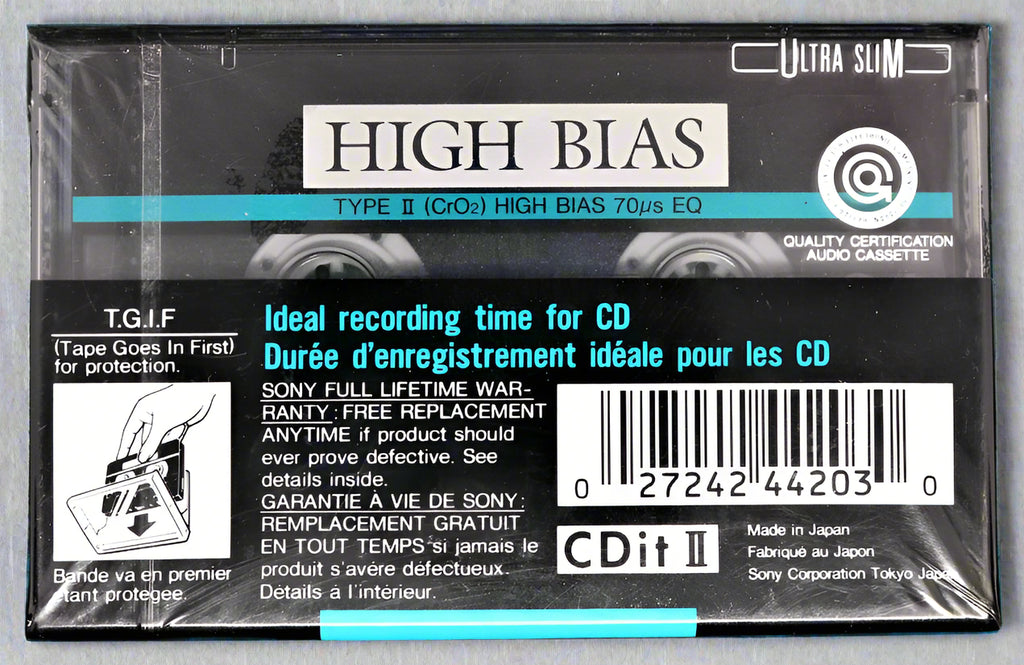 ULTRA SLIM
HIGH BIAS
TYPE II (CrO₂) HIGH BIAS 70μs EQ
QUALITY CERTIFICATION
AUDIO CASSETTE
T.G.I.F
(Tape Goes In First)
for protection.
Bande va en premier
etant protegee.
Ideal recording time for CD
Durée d'enregistrement idéale pour les CD
SONY FULL LIFETIME WAR-
RANTY : FREE REPLACEMENT
ANYTIME if product should
ever prove defective. See
details inside.
GARANTIE À VIE DE SONY :
REMPLACEMENT GRATUIT
EN TOUT TEMPS si jamais le
produit s'avère défectueux.
Détails á l'intérieur.
0 27242 44203 0
CDit II
Made in Japan
Fabriqué au Japon
Sony Corporation Tokyo Japan